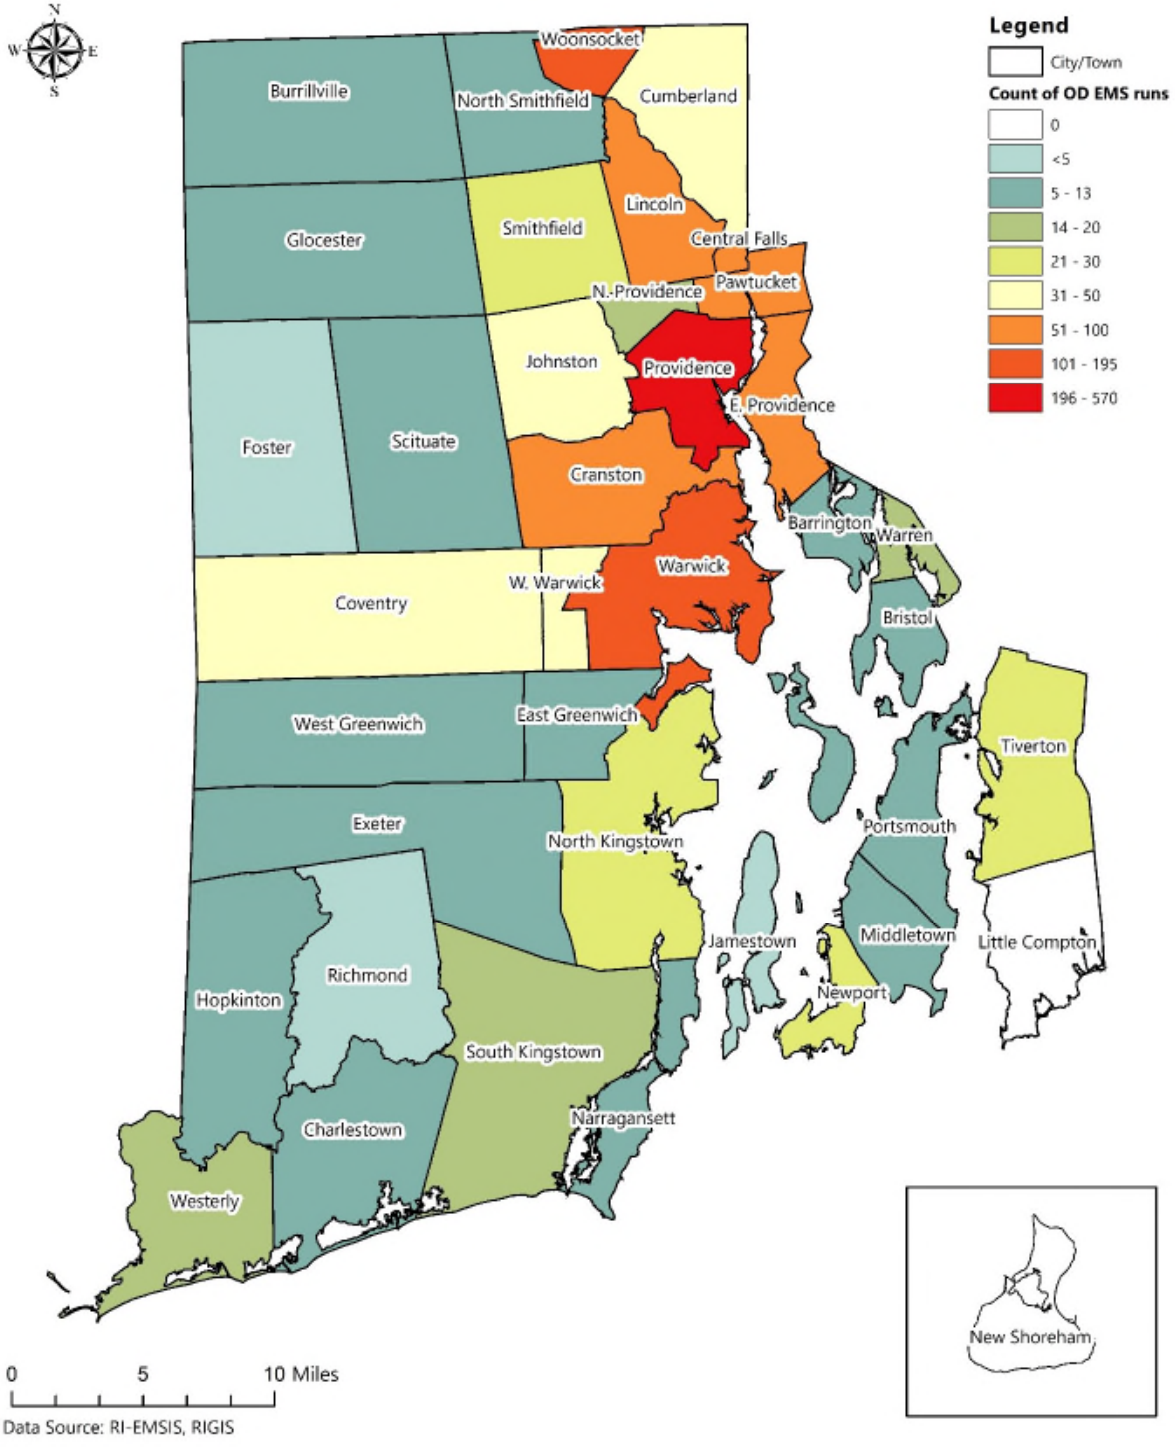 N
W E
S
Legend
City/Town
Count of OD EMS runs
0
<5
5 - 13
14 - 20
21 - 30
31 - 50
51 - 100
101 - 195
196 - 570
Woonsocket
Burrillville
North Smithfield
Cumberland
Lincoln
Smithfield
Glocester
Central Falls
Pawtucket
N. Providence
Johnston
Providence
E. Providence
Foster
Scituate
Cranston
Barrington
Warren
Warwick
W. Warwick
Coventry
Bristol
West Greenwich
East Greenwich
Tiverton
Exeter
North Kingstown
Portsmouth
Jamestown
Middletown
Little Compton
Richmond
Hopkinton
Newport
South Kingstown
Narragansett
Charlestown
Westerly
New Shoreham
0 5 10 Miles
Data Source: RI-EMSIS, RIGIS